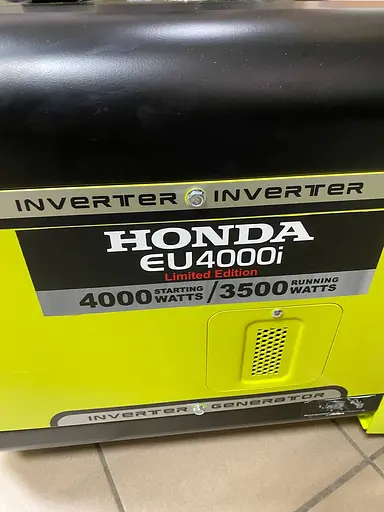 INVERTER INVERTER
HONDA
EU4000i
Limited Edition
4000 STARTING WATTS / 3500 RUNNING WATTS
INVERTER GENERATOR